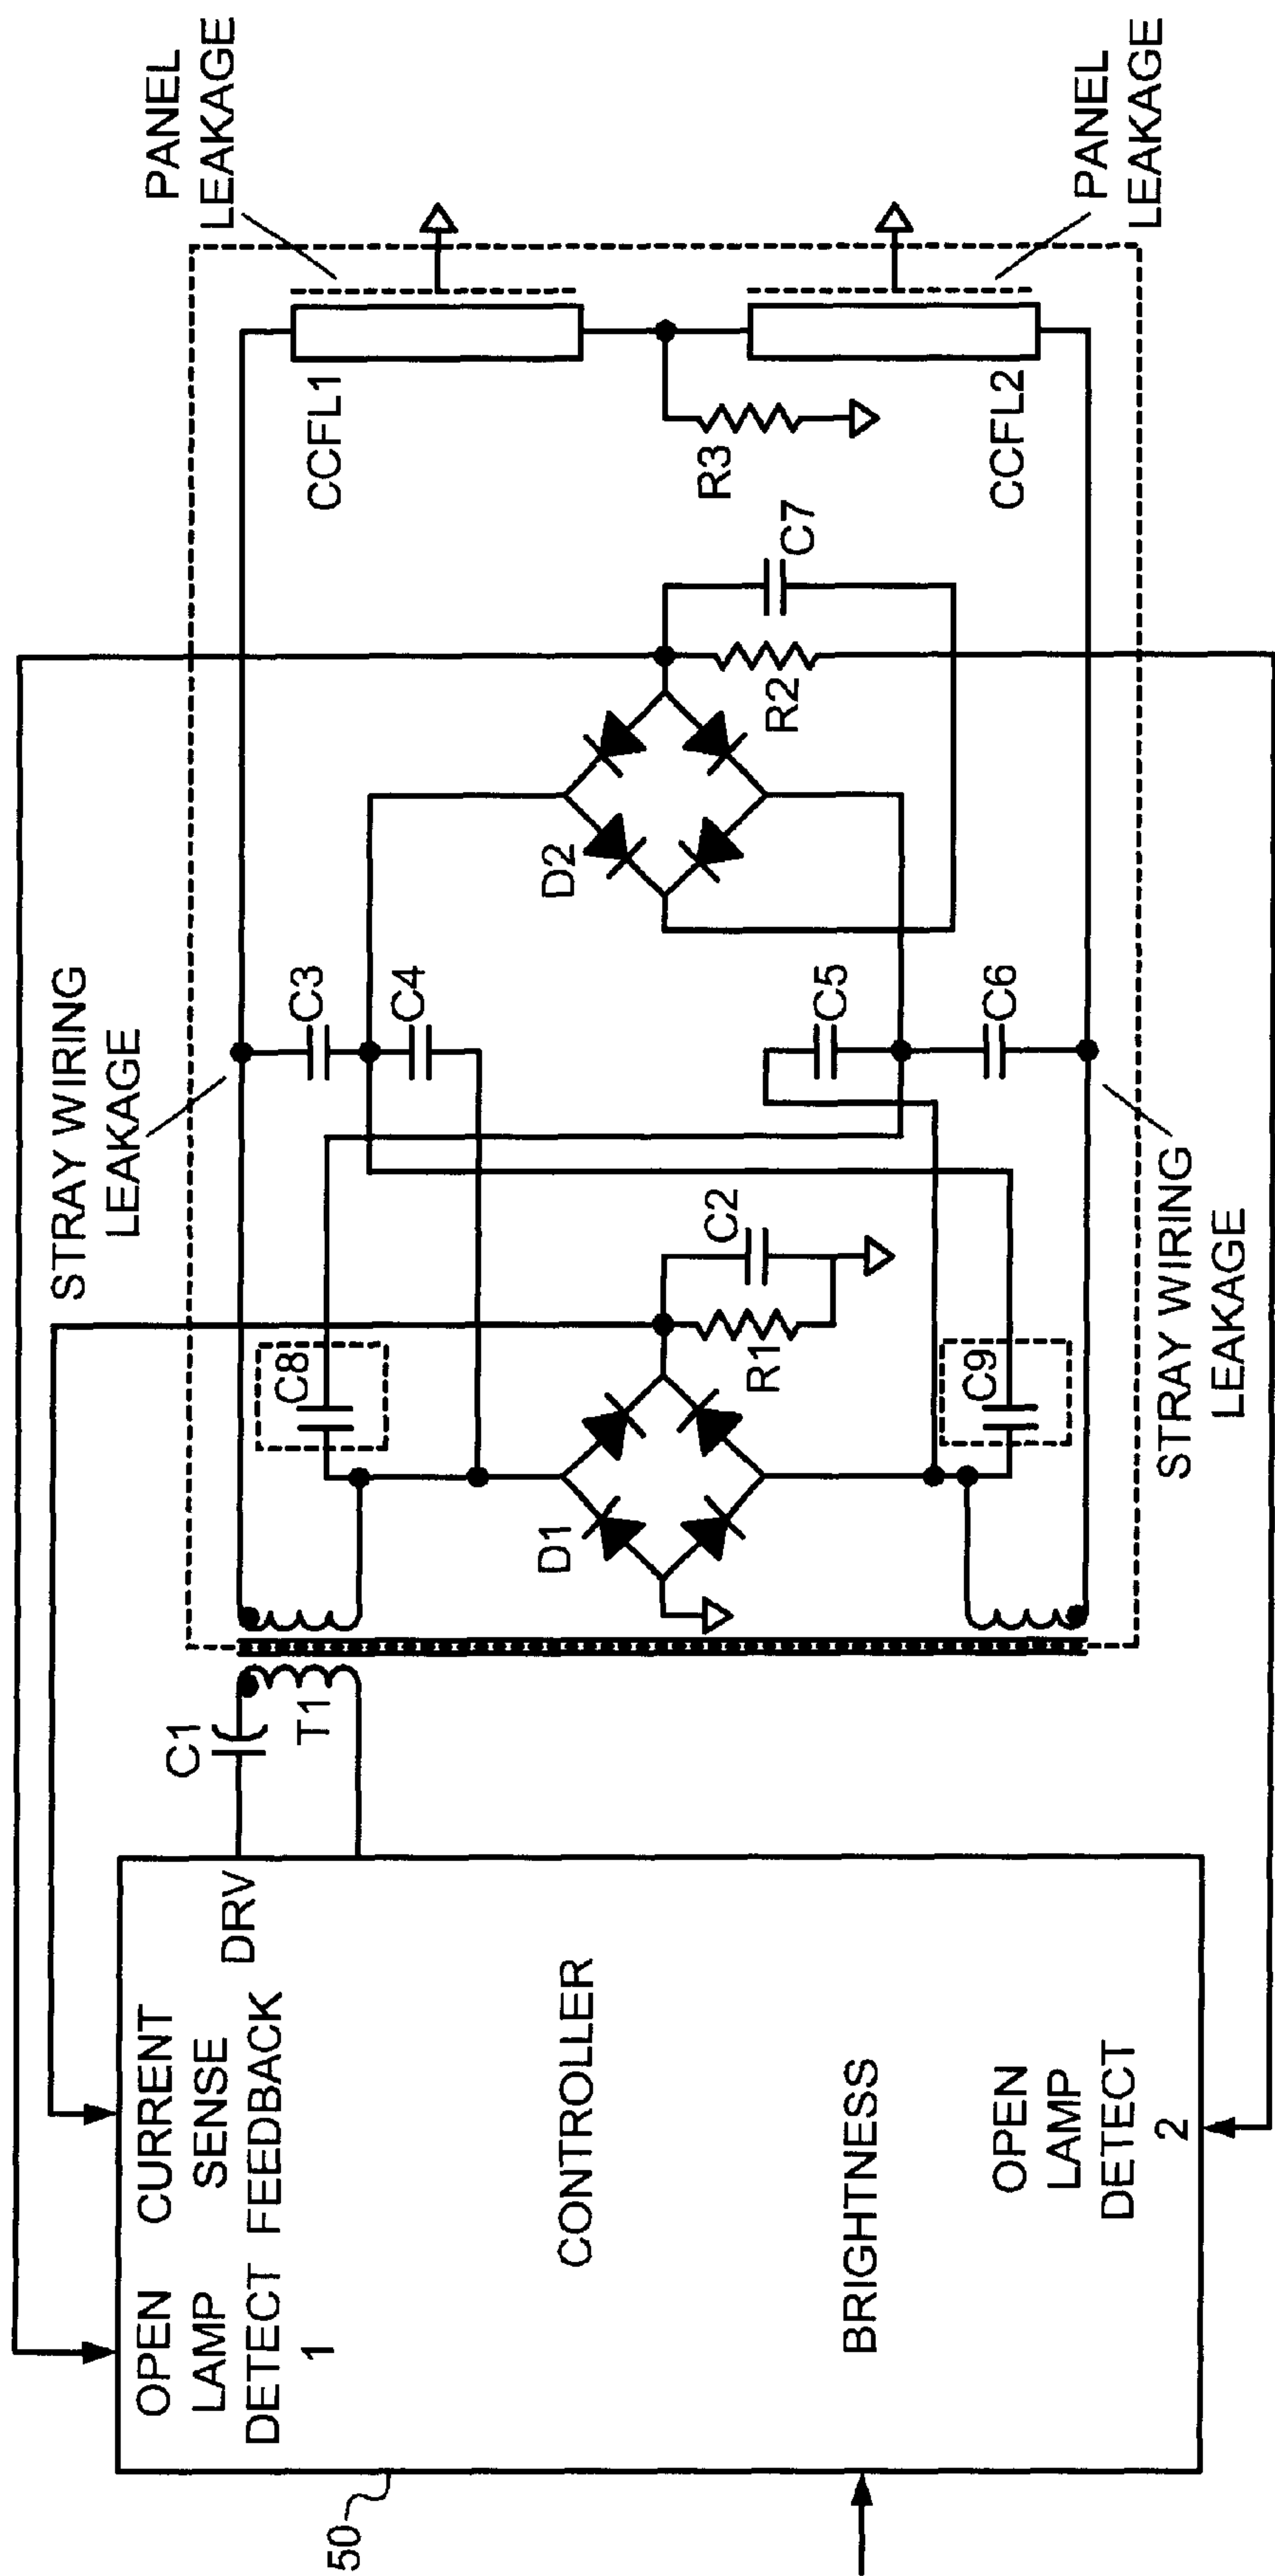 PANEL
LEAKAGE
PANEL
LEAKAGE
CCFL1
R3
CCFL2
C7
R2
D2
STRAY WIRING
LEAKAGE
C3
C4
C5
C6
STRAY WIRING
LEAKAGE
C8
C2
R1
C9
D1
C1
T1
DRV
CURRENT
SENSE
FEEDBACK
OPEN
LAMP
DETECT
1
CONTROLLER
BRIGHTNESS
OPEN
LAMP
DETECT
2
50